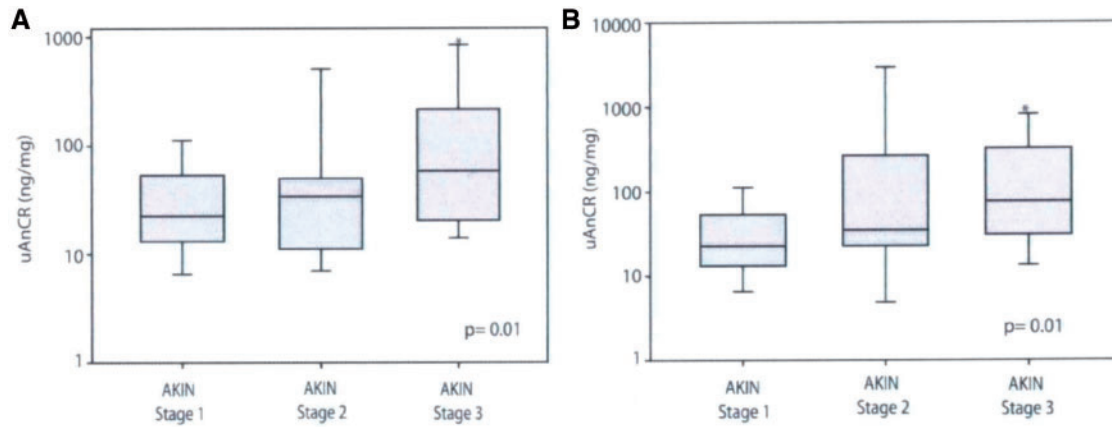 A
1000
100
10
1
uAnCR (ng/mg)
p= 0.01
AKIN
Stage 1
AKIN
Stage 2
AKIN
Stage 3
B
10000
1000
100
10
1
uAnCR (ng/mg)
p= 0.01
AKIN
Stage 1
AKIN
Stage 2
AKIN
Stage 3